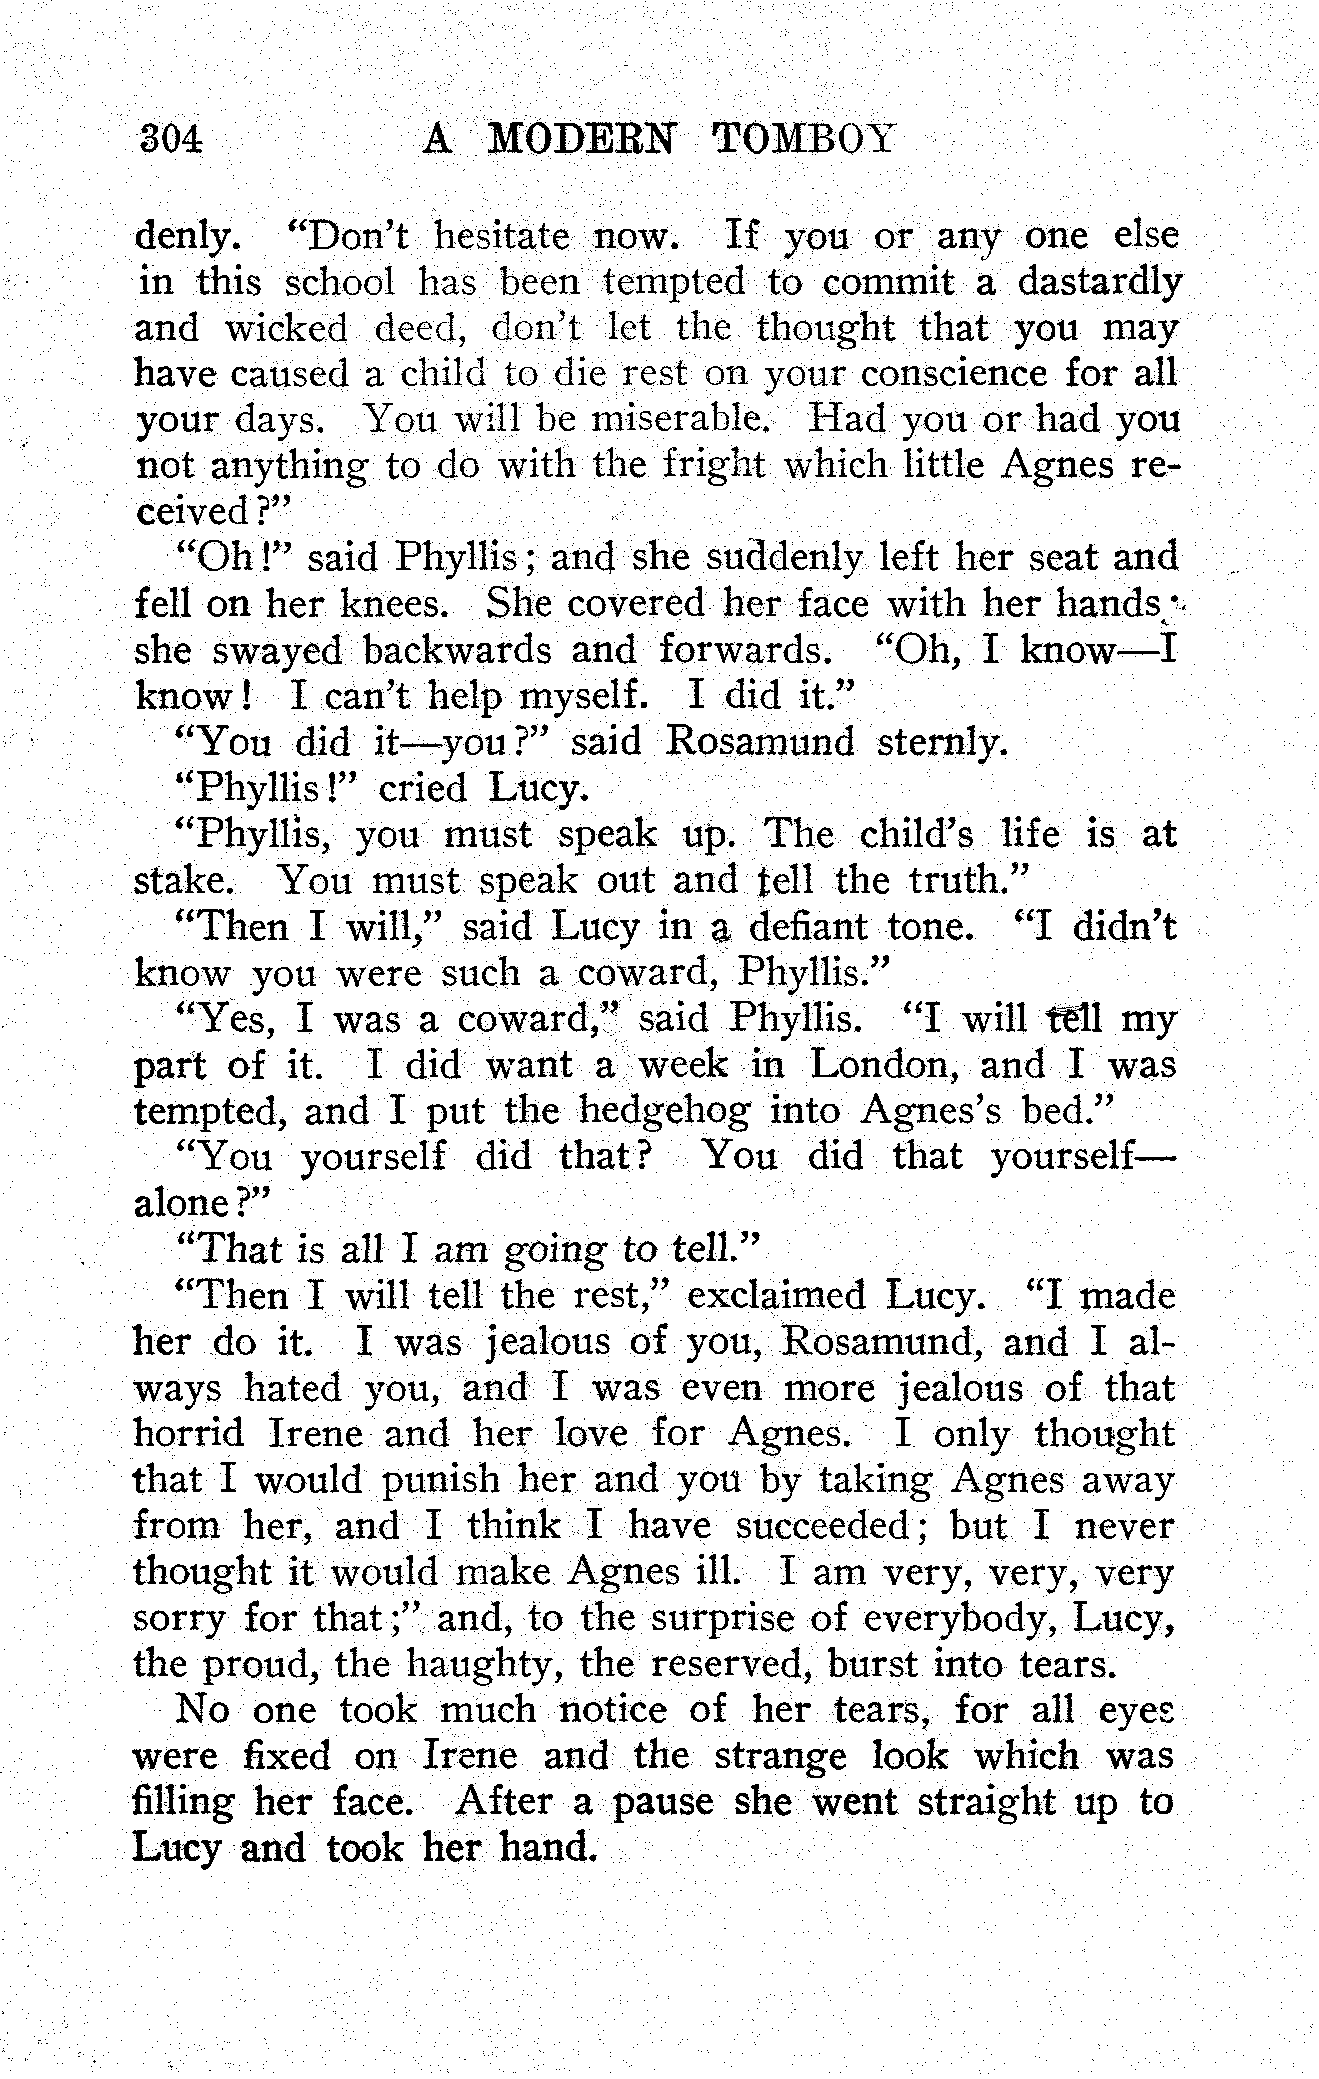 304 A MODERN TOMBOY
denly. “Don’t hesitate now. If you or any one else
in this school has been tempted to commit a dastardly
and wicked deed, don’t let the thought that you may
have caused a child to die rest on your conscience for all
your days. You will be miserable. Had you or had you
not anything to do with the fright which little Agnes re-
ceived?”
“Oh!” said Phyllis; and she suddenly left her seat and
fell on her knees. She covered her face with her hands;
she swayed backwards and forwards. “Oh, I know—I
know! I can’t help myself. I did it.”
“You did it—you?” said Rosamund sternly.
“Phyllis!” cried Lucy.
“Phyllis, you must speak up. The child’s life is at
stake. You must speak out and tell the truth.”
“Then I will,” said Lucy in a defiant tone. “I didn’t
know you were such a coward, Phyllis.”
“Yes, I was a coward,” said Phyllis. “I will tell my
part of it. I did want a week in London, and I was
tempted, and I put the hedgehog into Agnes’s bed.”
“You yourself did that? You did that yourself—
alone?”
“That is all I am going to tell.”
“Then I will tell the rest,” exclaimed Lucy. “I made
her do it. I was jealous of you, Rosamund, and I al-
ways hated you, and I was even more jealous of that
horrid Irene and her love for Agnes. I only thought
that I would punish her and you by taking Agnes away
from her, and I think I have succeeded; but I never
thought it would make Agnes ill. I am very, very, very
sorry for that;” and, to the surprise of everybody, Lucy,
the proud, the haughty, the reserved, burst into tears.
No one took much notice of her tears, for all eyes
were fixed on Irene and the strange look which was
filling her face. After a pause she went straight up to
Lucy and took her hand.